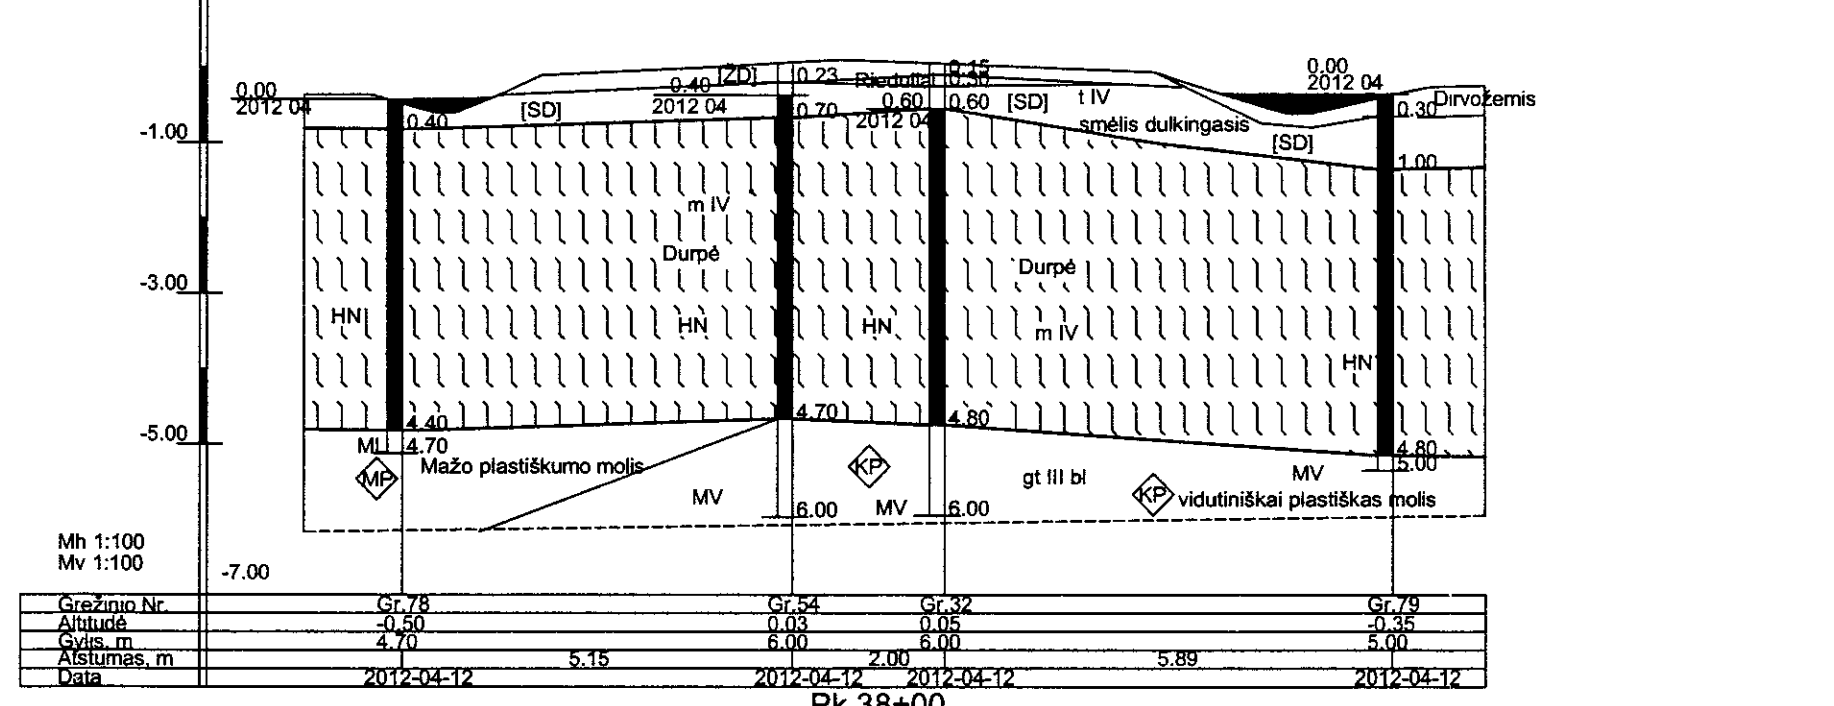 [ŽD] 0.23 Rieduliai 0.15
0.30
0.00
2012 04
0.00
2012 04
0.40
2012 04
0.60
2012 04
0.60
[SD]
t IV
smėlis dulkingasis
[SD]
Dirvožemis
0.30
0.40
[SD]
0.70
1.00
-1.00
m IV
Durpė
Durpė
-3.00
HN
HN
HN
m IV
HN
4.40
4.70
4.80
4.80
-5.00
ML
4.70
5.00
MP
Mažo plastiškumo molis
KP
gt III bl
MV
KP
vidutiniškai plastiškas molis
MV
6.00
MV
6.00
Mh 1:100
Mv 1:100
-7.00
Gręžinio Nr. Gr.78 Gr.54 Gr.32 Gr.79
Altitudė -0.50 0.03 0.05 -0.35
Gylis, m 4.70 6.00 6.00 5.00
Atstumas, m 5.15 2.00 5.89
Data 2012-04-12 2012-04-12 2012-04-12 2012-04-12
Pk 38+00